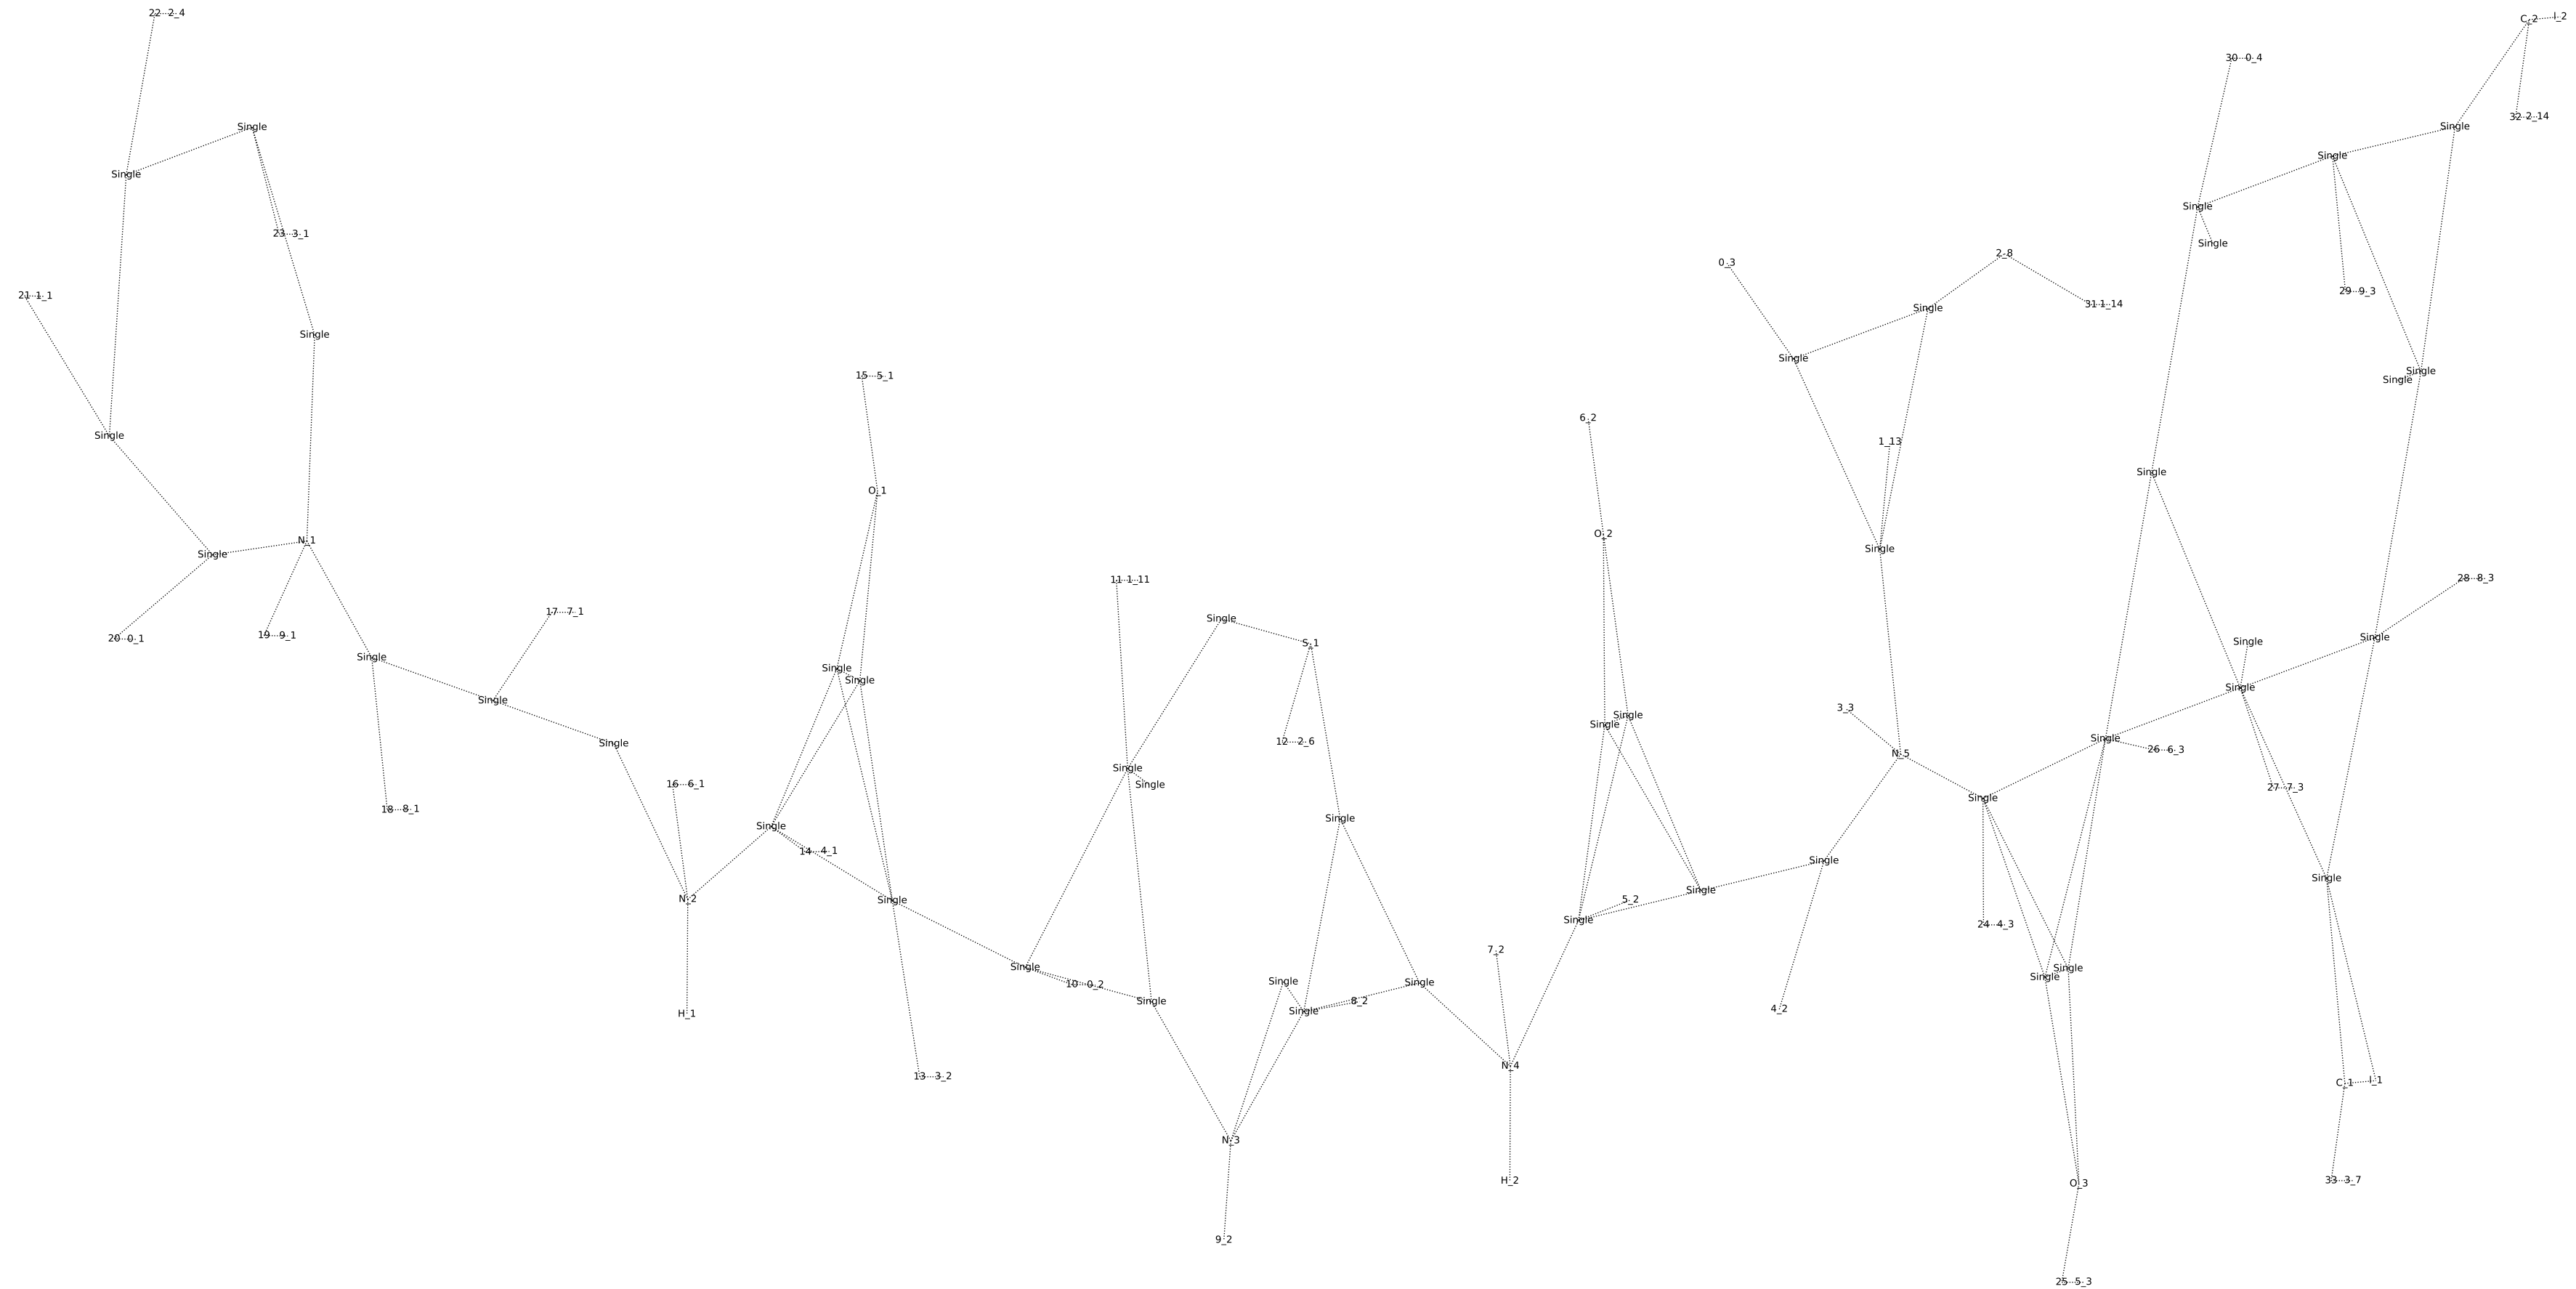 22 2_4
C_2 I_2
30 0_4
32 2_14
Single
Single
Single
Single
Single
23 3_1
Single
2_8
0_3
29 9_3
21 1_1
31 1_14
Single
Single
Single
Single
15 5_1
Single
Single
6_2
Single
1_13
Single
O_1
O_2
N_1
Single
Single
28 8_3
11 1_11
17 7_1
Single
20 0_1
19 9_1
Single
Single
S_1
Single
Single
Single
Single
Single
3_3
Single
Single
Single
Single
12 2_6
N_5
26 6_3
Single
16 6_1
Single
27 7_3
Single
18 8_1
Single
Single
14 4_1
Single
Single
Single
N_2
Single
5_2
Single
24 4_3
7_2
Single
Single
Single
Single
Single
10 0_2
Single
8_2
Single
4_2
H_1
N_4
13 3_2
C_1 I_1
N_3
H_2
33 3_7
O_3
9_2
25 5_3